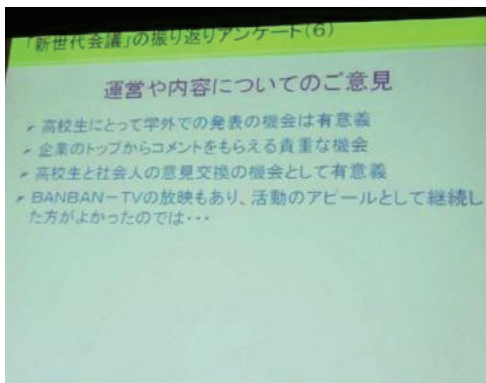 「新世代会議」の振り返りアンケート(6)
運営や内容についてのご意見
高校生にとって学外での発表の機会は有意義
企業のトップからコメントをもらえる貴重な機会
高校生と社会人の意見交換の機会として有意義
BANBAN-TVの放映もあり、活動のアピールとして継続し
た方がよかったのでは・・・